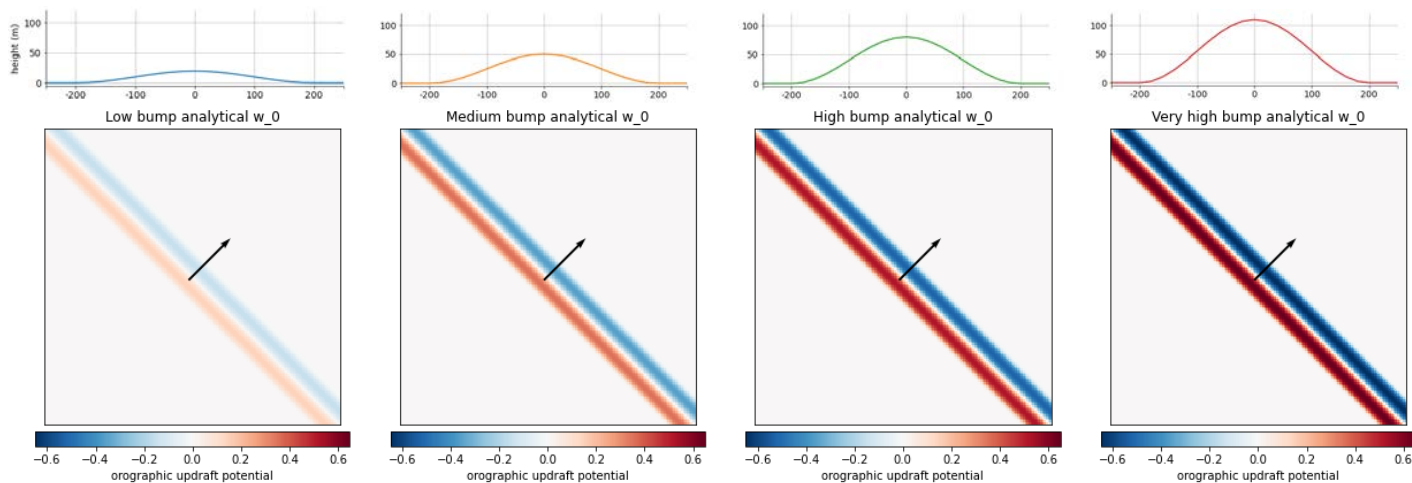 height (m)
100
50
0
-200 -100 0 100 200
100
50
0
-200 -100 0 100 200
100
50
0
-200 -100 0 100 200
100
50
0
-200 -100 0 100 200
Low bump analytical w_0
Medium bump analytical w_0
High bump analytical w_0
Very high bump analytical w_0
−0.6 −0.4 −0.2 0.0 0.2 0.4 0.6
orographic updraft potential
−0.6 −0.4 −0.2 0.0 0.2 0.4 0.6
orographic updraft potential
−0.6 −0.4 −0.2 0.0 0.2 0.4 0.6
orographic updraft potential
−0.6 −0.4 −0.2 0.0 0.2 0.4 0.6
orographic updraft potential